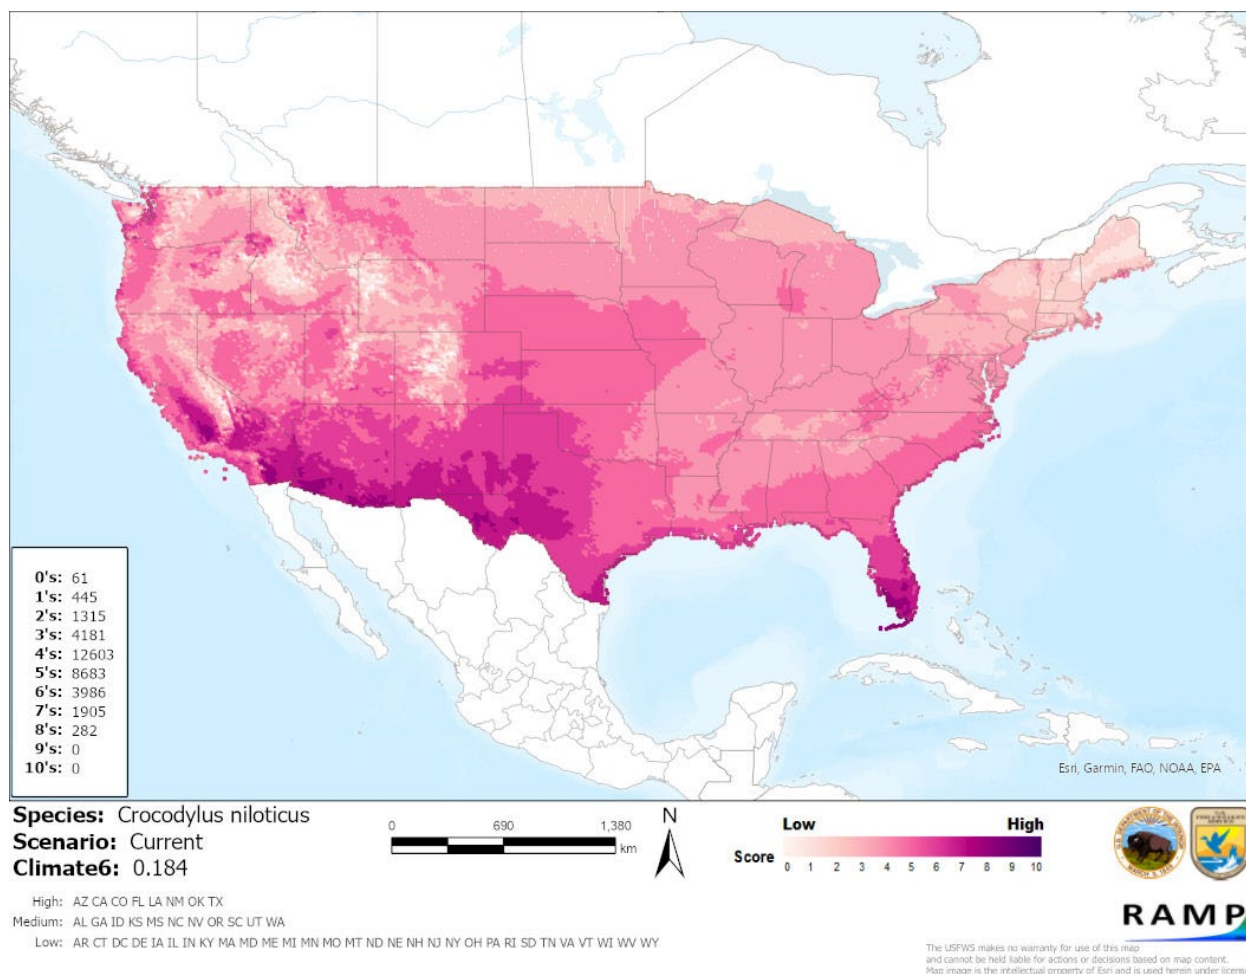 0's: 61
1's: 445
2's: 1315
3's: 4181
4's: 12603
5's: 8683
6's: 3986
7's: 1905
8's: 282
9's: 0
10's: 0
Esri, Garmin, FAO, NOAA, EPA
Species: Crocodylus niloticus
Scenario: Current
Climate6: 0.184
0 690 1,380
km
N
Low High
Score 0 1 2 3 4 5 6 7 8 9 10
High: AZ CA CO FL LA NM OK TX
Medium: AL GA ID KS MS NC NV OR SC UT WA
Low: AR CT DC DE IA IL IN KY MA MD ME MI MN MO MT ND NE NH NJ NY OH PA RI SD TN VA VT WI WV WY
RAMP
The USFWS makes no warranty for use of this map
and cannot be held liable for actions or decisions based on map content.
Map image is the intellectual property of Esri and is used herein under license